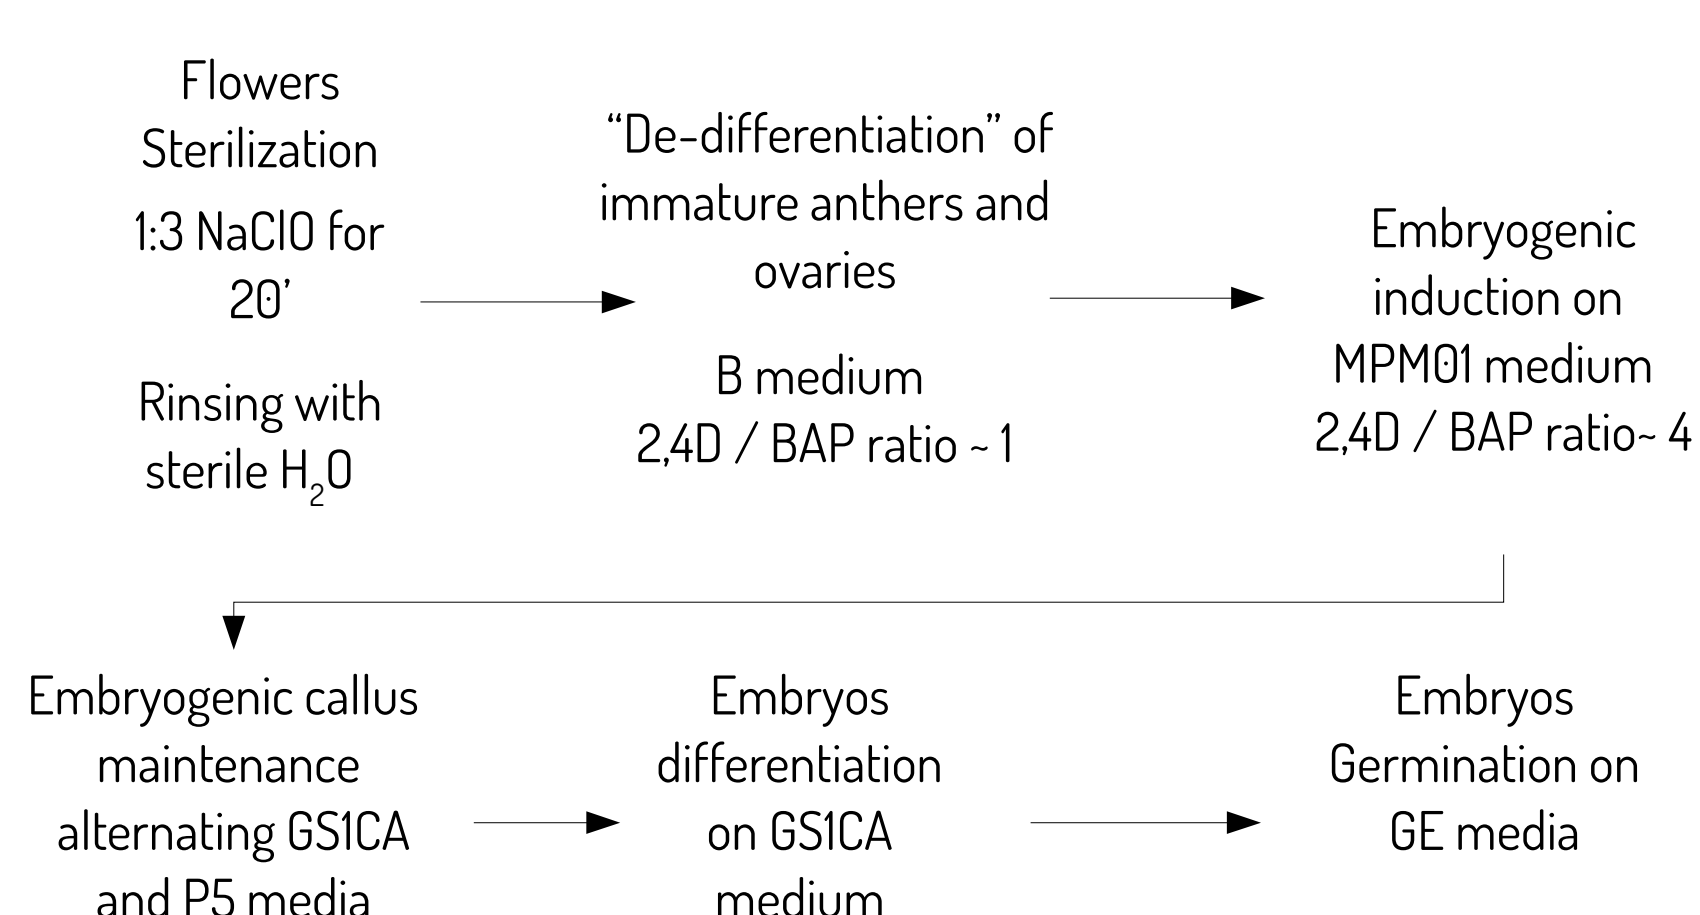 Flowers
Sterilization
1:3 NaClO for
20’
Rinsing with
sterile H₂O
“De-differentiation” of
immature anthers and
ovaries
B medium
2,4D / BAP ratio ~ 1
Embryogenic
induction on
MPM01 medium
2,4D / BAP ratio~ 4
Embryogenic callus
maintenance
alternating GS1CA
and P5 media
Embryos
differentiation
on GS1CA
medium
Embryos
Germination on
GE media